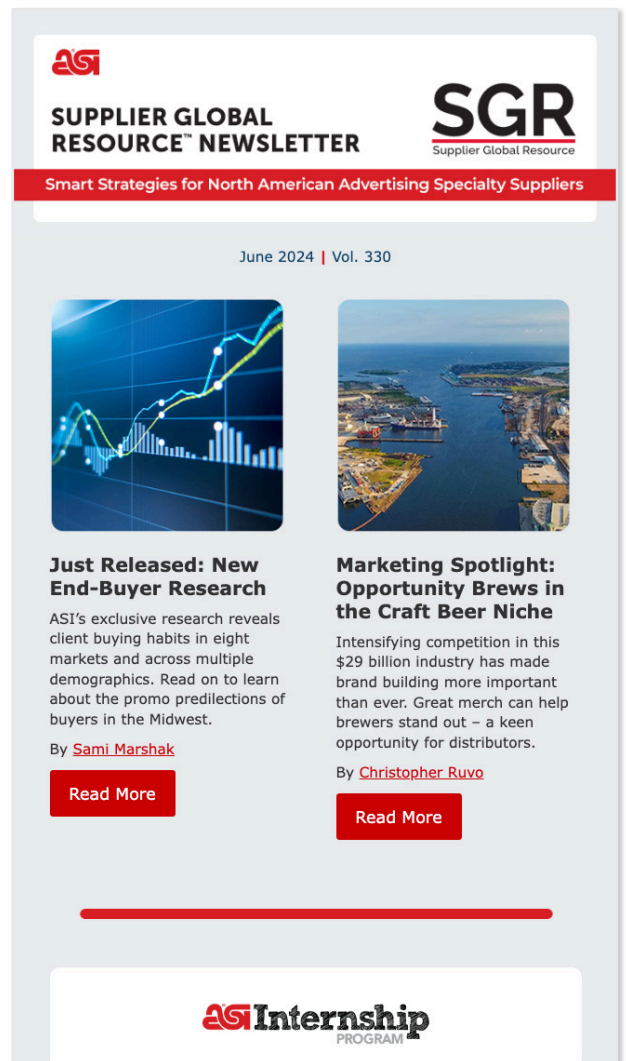 asi
SUPPLIER GLOBAL
RESOURCE™ NEWSLETTER
SGR
Supplier Global Resource
Smart Strategies for North American Advertising Specialty Suppliers
June 2024 | Vol. 330
Just Released: New
End-Buyer Research
ASI’s exclusive research reveals
client buying habits in eight
markets and across multiple
demographics. Read on to learn
about the promo predilections of
buyers in the Midwest.
By Sami Marshak
Read More
Marketing Spotlight:
Opportunity Brews in
the Craft Beer Niche
Intensifying competition in this
$29 billion industry has made
brand building more important
than ever. Great merch can help
brewers stand out – a keen
opportunity for distributors.
By Christopher Ruvo
Read More
asi Internship
PROGRAM